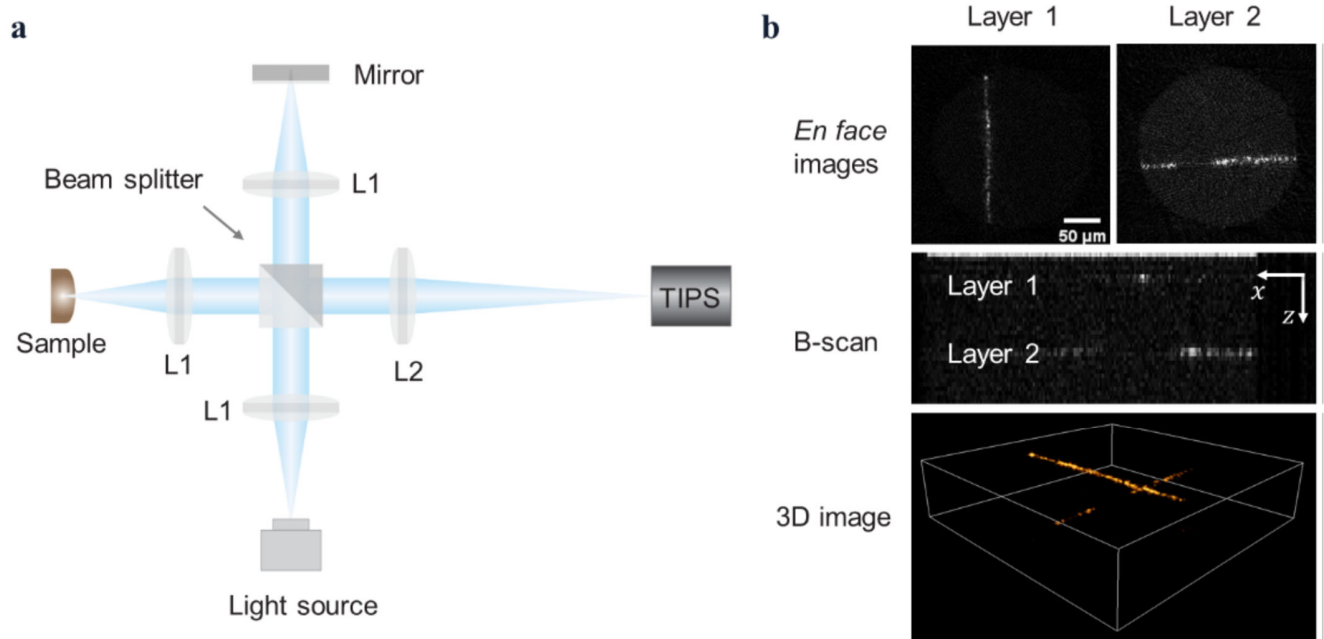 a
Mirror
Beam splitter
L1
TIPS
Sample
L1
L2
L1
Light source
b
Layer 1
Layer 2
En face
images
50 μm
B-scan
Layer 1
Layer 2
x
z
3D image